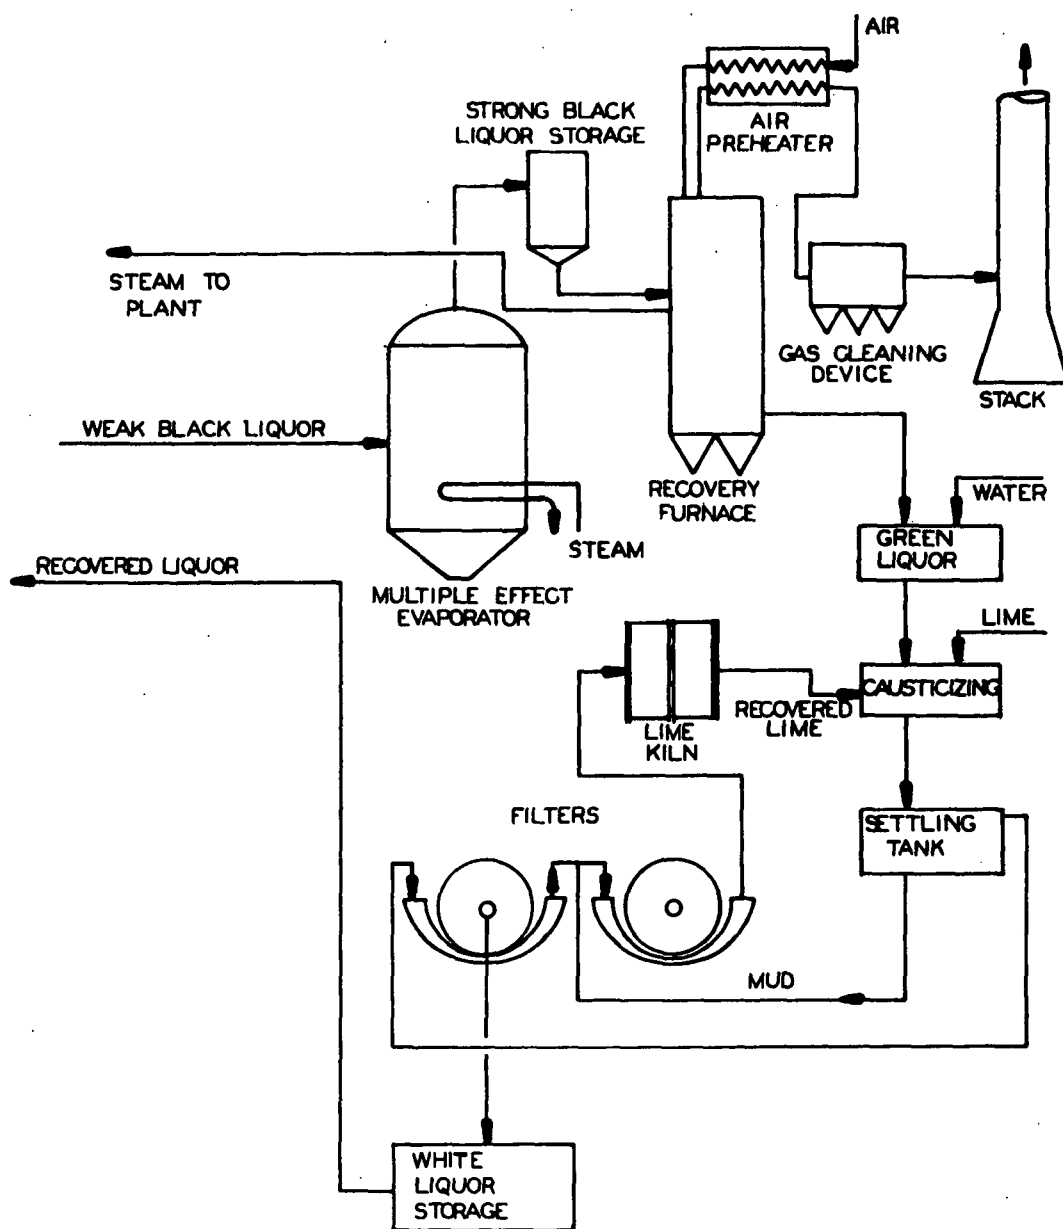 AIR
STRONG BLACK
LIQUOR STORAGE
AIR
PREHEATER
STEAM TO
PLANT
GAS CLEANING
DEVICE
STACK
WEAK BLACK LIQUOR
RECOVERY
FURNACE
WATER
STEAM
GREEN
LIQUOR
RECOVERED LIQUOR
MULTIPLE EFFECT
EVAPORATOR
LIME
CAUSTICIZING
RECOVERED
LIME
LIME
KILN
FILTERS
SETTLING
TANK
MUD
WHITE
LIQUOR
STORAGE